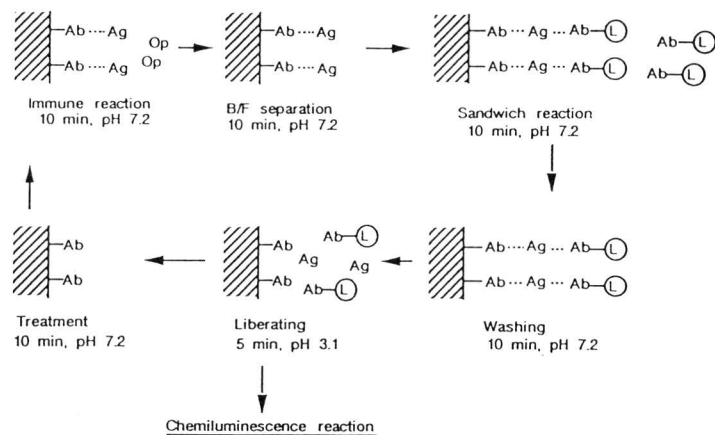 Ab····Ag
Op
Op
Ab····Ag
Immune reaction
10 min, pH 7.2
Ab····Ag
Ab····Ag
B/F separation
10 min, pH 7.2
Ab ··· Ag ··· Ab L
Ab L
Ab ··· Ag ··· Ab L
Ab L
Sandwich reaction
10 min, pH 7.2
Ab
Ab
Treatment
10 min, pH 7.2
Ab
Ab L
Ag
Ag
Ab
Ab L
Liberating
5 min, pH 3.1
Ab ···· Ag ··· Ab L
Ab ··· Ag ··· Ab L
Washing
10 min, pH 7.2
Chemiluminescence reaction